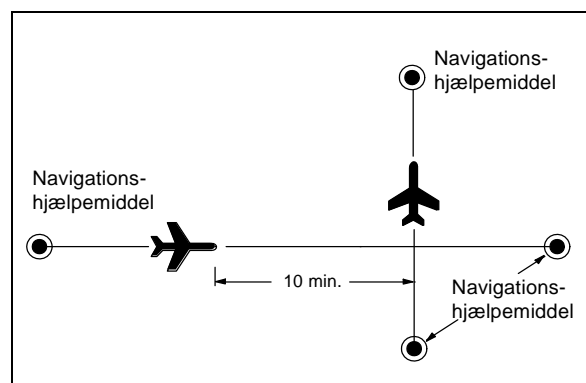 Navigations-
hjælpemiddel
Navigations-
hjælpemiddel
10 min.
Navigations-
hjælpemiddel